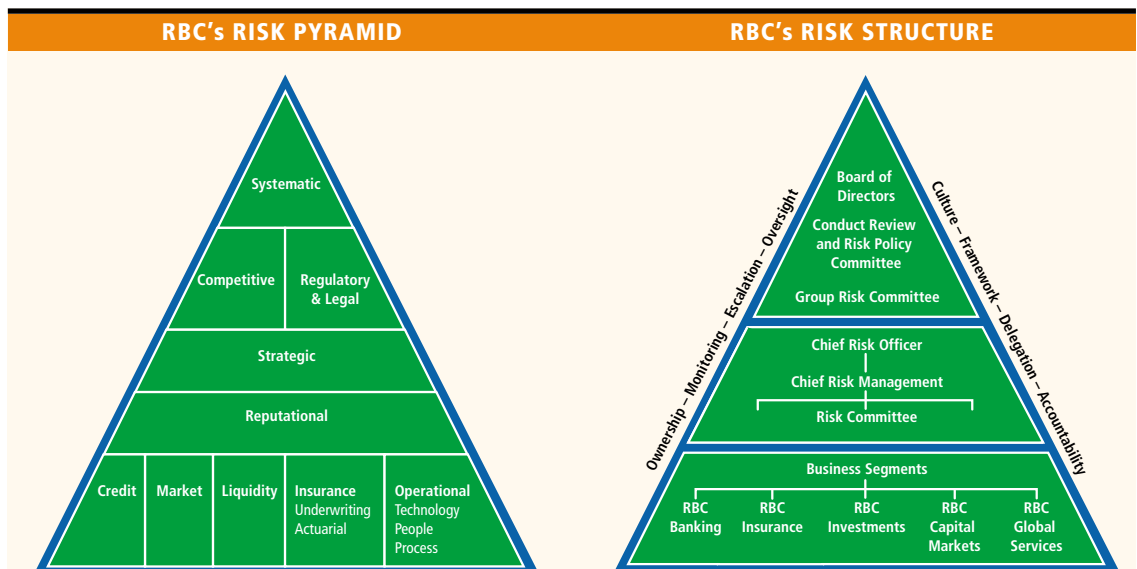 RBC's RISK PYRAMID
Systematic
Competitive
Regulatory
& Legal
Strategic
Reputational
Credit
Market
Liquidity
Insurance
Underwriting
Actuarial
Operational
Technology
People
Process
RBC's RISK STRUCTURE
Ownership – Monitoring – Escalation – Oversight
Culture – Framework – Delegation – Accountability
Board of
Directors
Conduct Review
and Risk Policy
Committee
Group Risk Committee
Chief Risk Officer
Chief Risk Management
Risk Committee
Business Segments
RBC
Banking
RBC
Insurance
RBC
Investments
RBC
Capital
Markets
RBC
Global
Services